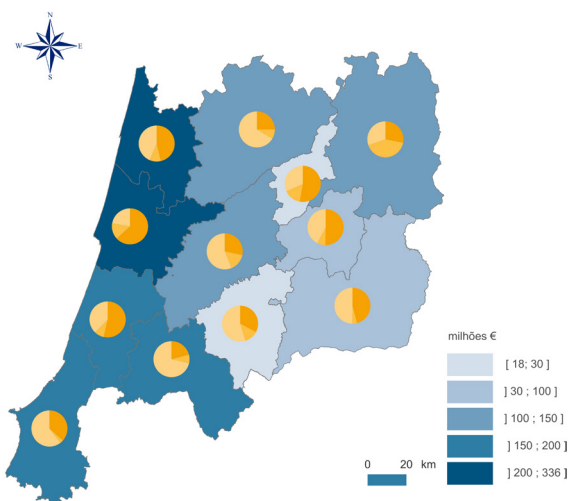 N
W E
S
milhões €
] 18; 30 ]
] 30 ; 100 ]
] 100 ; 150 ]
] 150 ; 200 ]
] 200 ; 336 ]
0 20 km